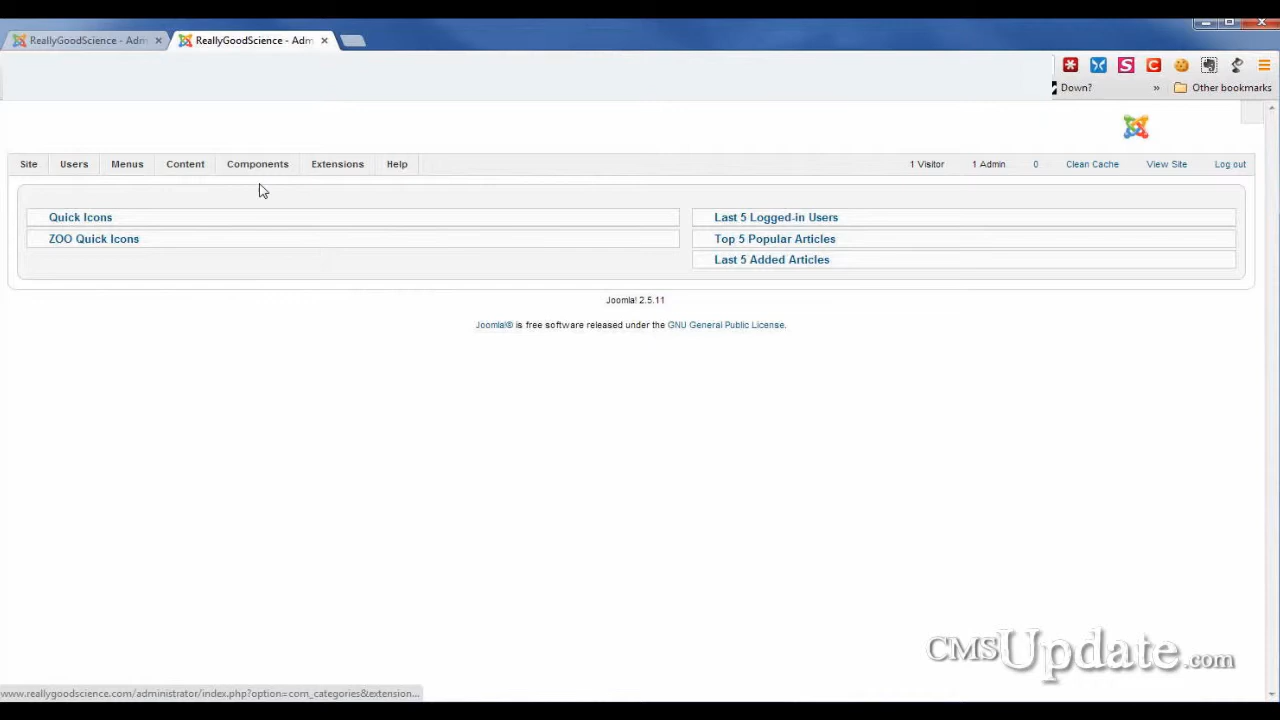 ReallyGoodScience - Adm
ReallyGoodScience - Adm
Down?
»
Other bookmarks
Site Users Menus Content Components Extensions Help
1 Visitor 1 Admin 0 Clean Cache View Site Log out
Quick Icons
ZOO Quick Icons
Last 5 Logged-in Users
Top 5 Popular Articles
Last 5 Added Articles
Joomla! 2.5.11
Joomla!® is free software released under the GNU General Public License.
CMSUpdate.com
www.reallygoodscience.com/administrator/index.php?option=com_categories&extension...